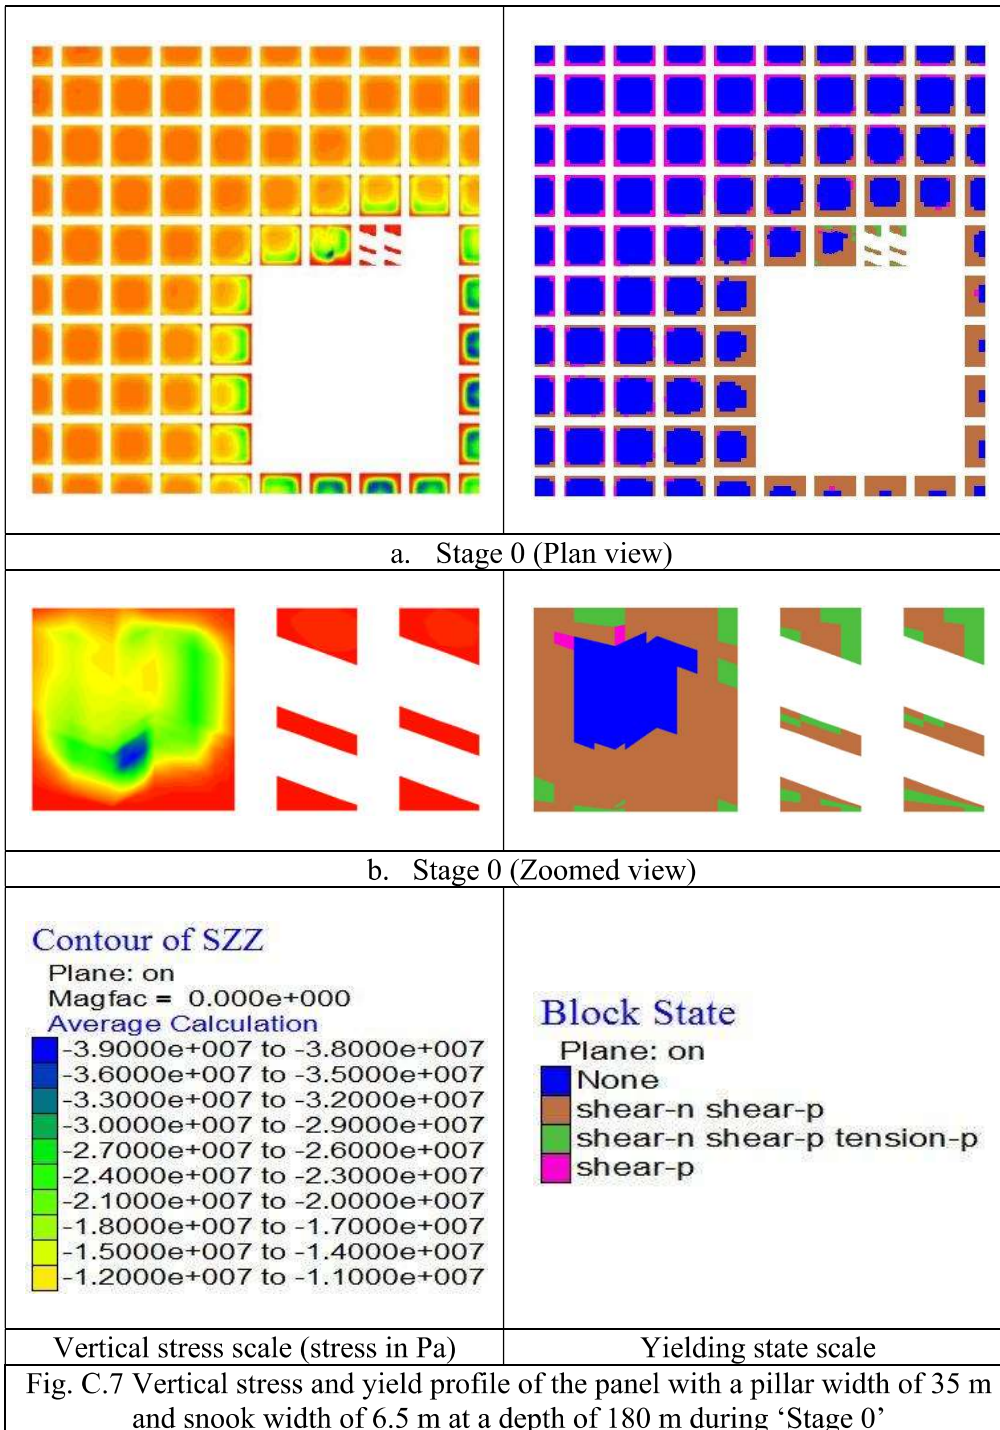 a. Stage 0 (Plan view)
b. Stage 0 (Zoomed view)
Contour of SZZ
Plane: on
Magfac = 0.000e+000
Average Calculation
-3.9000e+007 to -3.8000e+007
-3.6000e+007 to -3.5000e+007
-3.3000e+007 to -3.2000e+007
-3.0000e+007 to -2.9000e+007
-2.7000e+007 to -2.6000e+007
-2.4000e+007 to -2.3000e+007
-2.1000e+007 to -2.0000e+007
-1.8000e+007 to -1.7000e+007
-1.5000e+007 to -1.4000e+007
-1.2000e+007 to -1.1000e+007
Block State
Plane: on
None
shear-n shear-p
shear-n shear-p tension-p
shear-p
Vertical stress scale (stress in Pa)
Yielding state scale
Fig. C.7 Vertical stress and yield profile of the panel with a pillar width of 35 m
and snook width of 6.5 m at a depth of 180 m during ‘Stage 0’